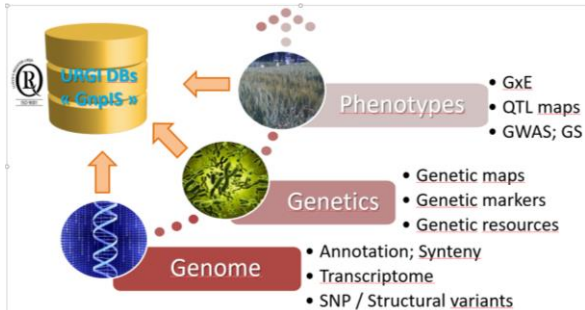 URGI DBs
« GnpIS »
R
Phenotypes
• GxE
• QTL maps
• GWAS; GS
Genetics
• Genetic maps
• Genetic markers
• Genetic resources
Genome
• Annotation; Synteny
• Transcriptome
• SNP / Structural variants